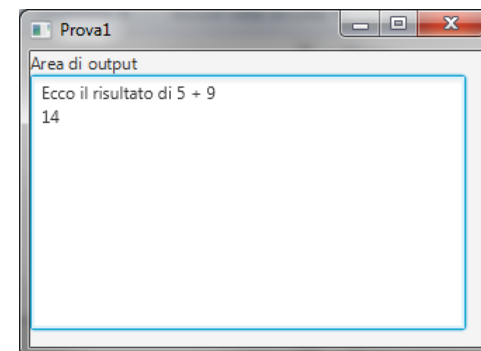 Prova1
Area di output
Ecco il risultato di 5 + 9
14